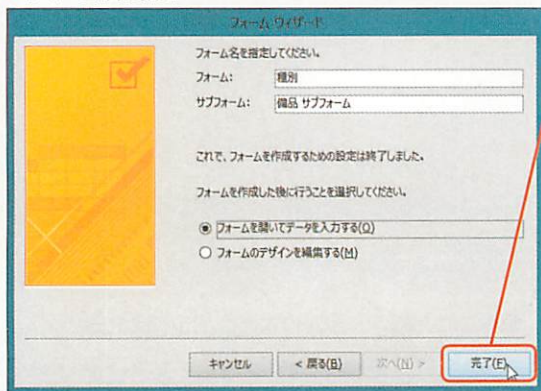 フォーム ウィザード
フォーム名を指定してください。
フォーム: 種別
サブフォーム: 備品 サブフォーム
これで、フォームを作成するための設定は終了しました。
フォームを作成した後に行うことを選択してください。
フォームを開いてデータを入力する(O)
フォームのデザインを編集する(M)
キャンセル < 戻る(B) 次へ(N) > 完了(F)